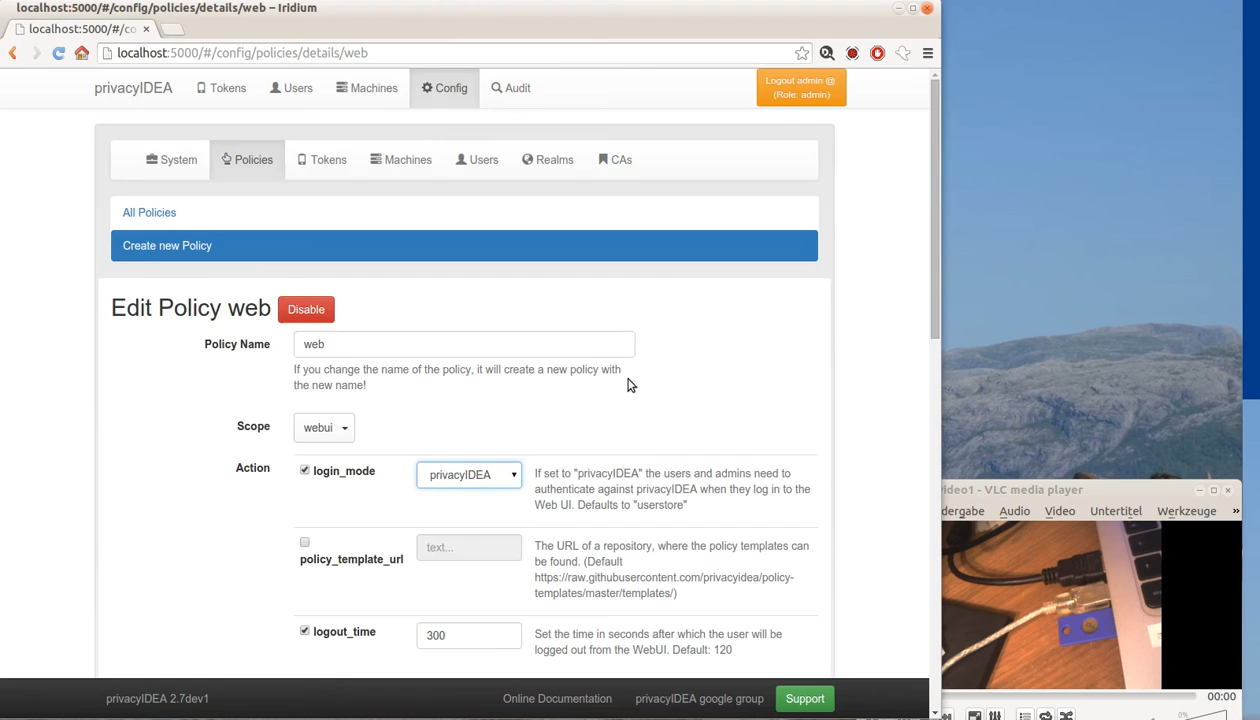 localhost:5000/#/config/policies/details/web – Iridium
localhost:5000/#/co
localhost:5000/#/config/policies/details/web
privacyIDEA Tokens Users Machines Config Audit
Logout admin @
(Role: admin)
System Policies Tokens Machines Users Realms CAs
All Policies
Create new Policy
Edit Policy web Disable
Policy Name web
If you change the name of the policy, it will create a new policy with
the new name!
Scope webui
Action login_mode privacyIDEA
If set to "privacyIDEA" the users and admins need to
authenticate against privacyIDEA when they log in to the
Web UI. Defaults to "userstore"
policy_template_url text...
The URL of a repository, where the policy templates can
be found. (Default
https://raw.githubusercontent.com/privacyidea/policy-
templates/master/templates/)
logout_time 300
Set the time in seconds after which the user will be
logged out from the WebUI. Default: 120
privacyIDEA 2.7dev1 Online Documentation privacyIDEA google group Support
video1 - VLC media player
dergabe Audio Video Untertitel Werkzeuge »
00:00
0%